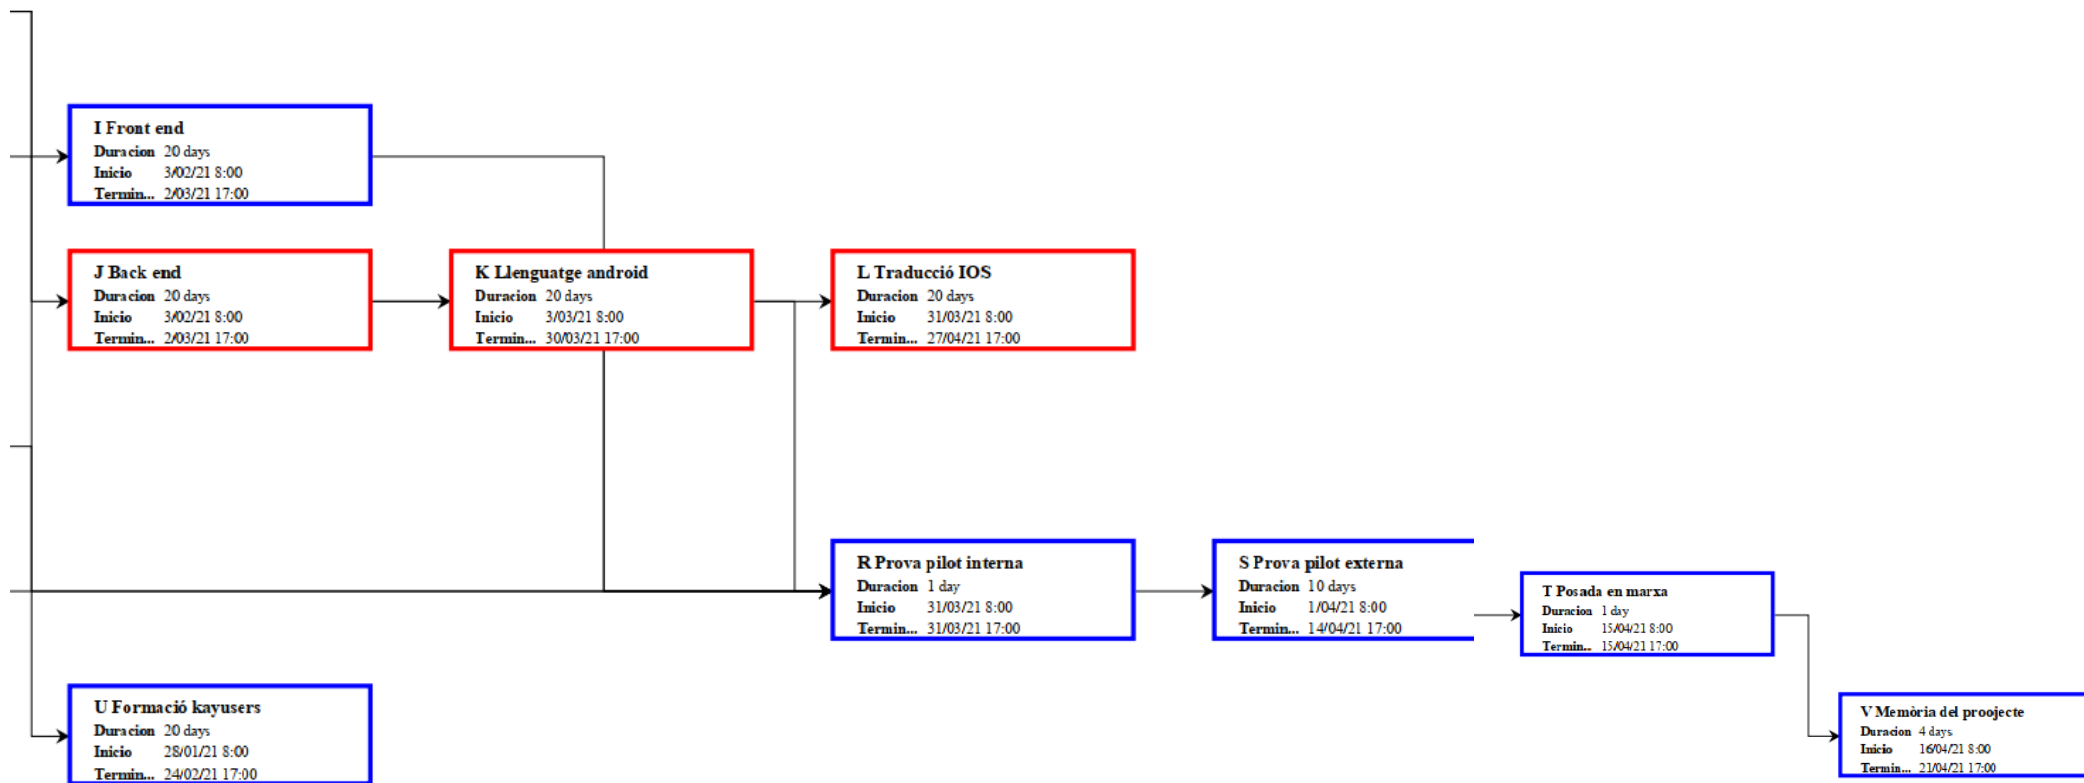 I Front end
Duracion 20 days
Inicio 3/02/21 8:00
Termin... 2/03/21 17:00
J Back end
Duracion 20 days
Inicio 3/02/21 8:00
Termin... 2/03/21 17:00
K Llenguatge android
Duracion 20 days
Inicio 3/03/21 8:00
Termin... 30/03/21 17:00
L Traducció IOS
Duracion 20 days
Inicio 31/03/21 8:00
Termin... 27/04/21 17:00
R Prova pilot interna
Duracion 1 day
Inicio 31/03/21 8:00
Termin... 31/03/21 17:00
S Prova pilot externa
Duracion 10 days
Inicio 1/04/21 8:00
Termin... 14/04/21 17:00
T Posada en marxa
Duracion 1 day
Inicio 15/04/21 8:00
Termin... 15/04/21 17:00
U Formació kayusers
Duracion 20 days
Inicio 28/01/21 8:00
Termin... 24/02/21 17:00
V Memòria del proojecte
Duracion 4 days
Inicio 16/04/21 8:00
Termin... 21/04/21 17:00